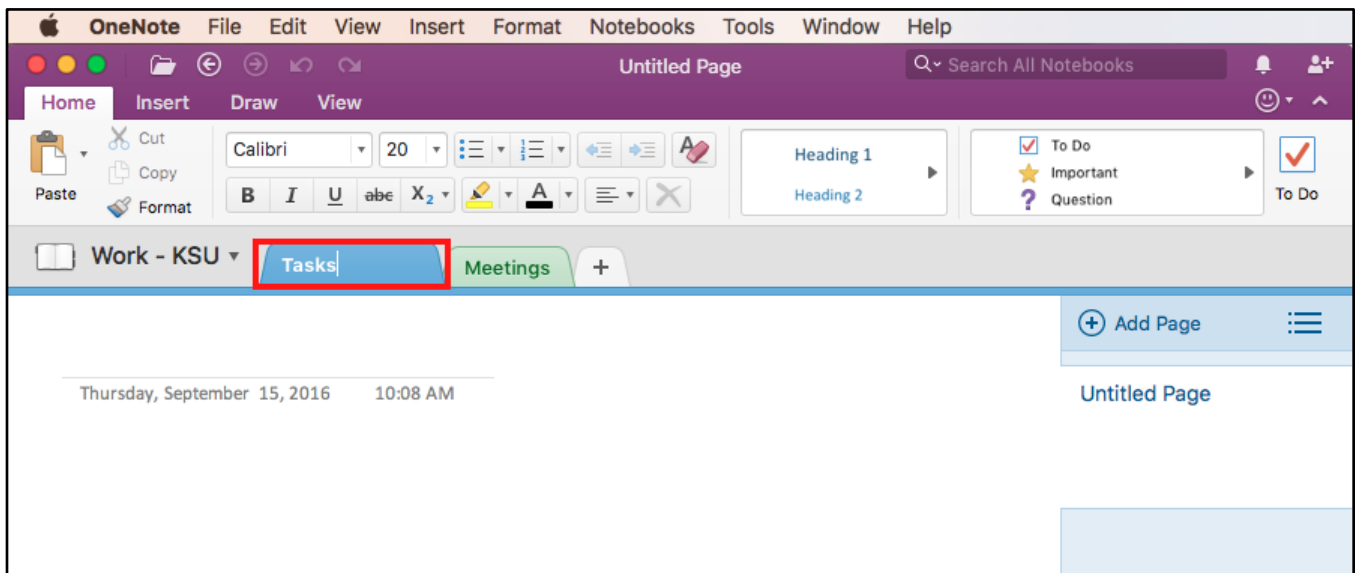 OneNote File Edit View Insert Format Notebooks Tools Window Help
Untitled Page
Search All Notebooks
Home Insert Draw View
Paste
Cut
Copy
Format
Calibri 20
B I U abc X2 A
Heading 1
Heading 2
To Do
Important
? Question
To Do
Work - KSU Tasks Meetings +
Add Page
Thursday, September 15, 2016 10:08 AM
Untitled Page